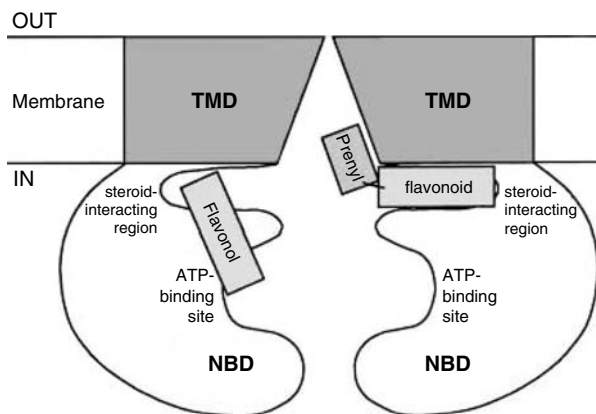 OUT
Membrane
TMD
TMD
IN
steroid-
interacting
region
Flavonol
Prenyl
flavonoid
steroid-
interacting
region
ATP-
binding
site
ATP-
binding
site
NBD
NBD